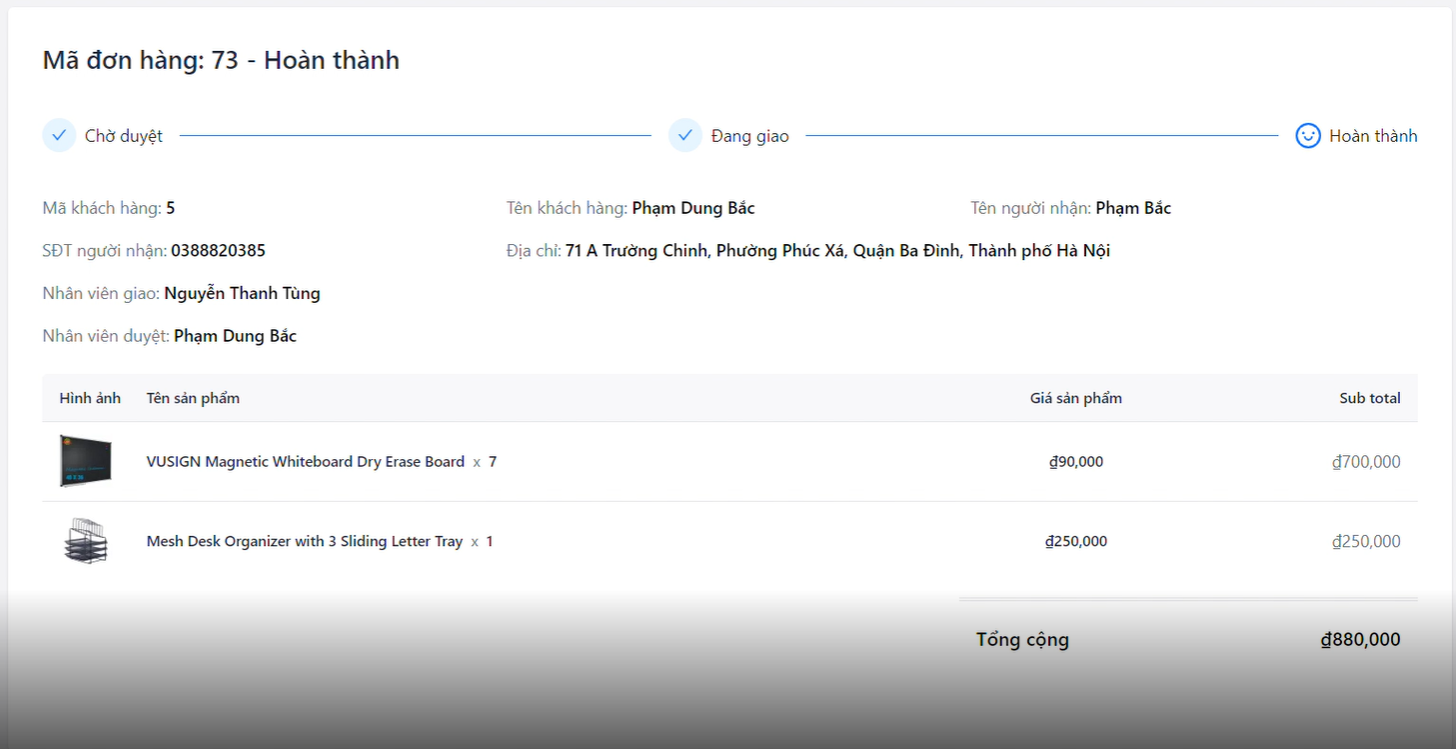 Mã đơn hàng: 73 - Hoàn thành
Chờ duyệt Đang giao Hoàn thành
Mã khách hàng: 5 Tên khách hàng: Phạm Dung Bắc Tên người nhận: Phạm Bắc
SĐT người nhận: 0388820385 Địa chỉ: 71 A Trường Chinh, Phường Phúc Xá, Quận Ba Đình, Thành phố Hà Nội
Nhân viên giao: Nguyễn Thanh Tùng
Nhân viên duyệt: Phạm Dung Bắc
Hình ảnh Tên sản phẩm Giá sản phẩm Sub total
VUSIGN Magnetic Whiteboard Dry Erase Board x 7 ₫90,000 ₫700,000
Mesh Desk Organizer with 3 Sliding Letter Tray x 1 ₫250,000 ₫250,000
Tổng cộng ₫880,000